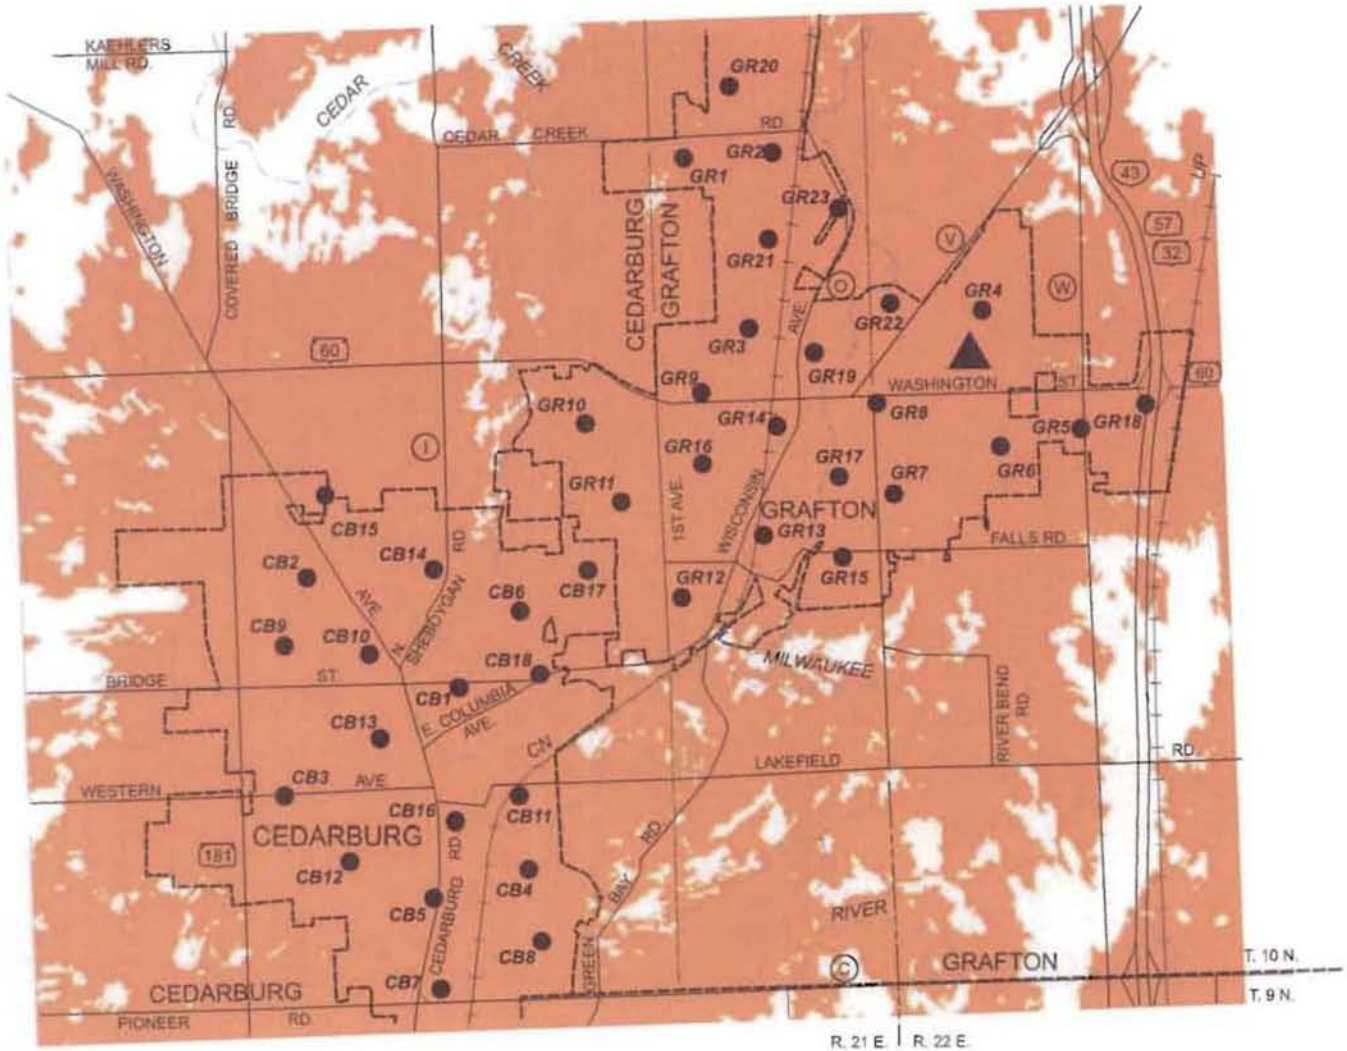 KAEHLERS
MILL RD.
CREEK
CEDAR
GR20
RD.
CEDAR CREEK RD
GR2
GR1
43
UP
WASHINGTON
COVERED BRIDGE
GR23
57
32
CEDARBURG
GRAFTON
V
GR21
O
W
GR4
AVE.
GR22
60
GR3
GR19
WASHINGTON ST.
60
GR9
GR8
GR10
GR14
GR5
GR18
I
GR16
GR17
GR6
GR11
GR7
1ST AVE.
WISCONSIN
GRAFTON
CB15
GR13
FALLS RD.
CB14
RD
CB2
GR15
CB17
GR12
AVE.
CB6
SHEBOYGAN
N.
CB9
CB10
CB18
MILWAUKEE
BRIDGE ST.
CB1
E. COLUMBIA
AVE.
RIVER BEND
RD
CB13
CN
RD.
LAKEFIELD
CB3
AVE
WESTERN
CB16
CB11
CEDARBURG
RD
RD.
181
CB12
CB4
BAY
CB5
CEDARBURG
RIVER
CB8
GREEN
C
GRAFTON
T. 10 N.
CB7
CEDARBURG
T. 9 N.
PIONEER RD.
R. 21 E. R. 22 E.